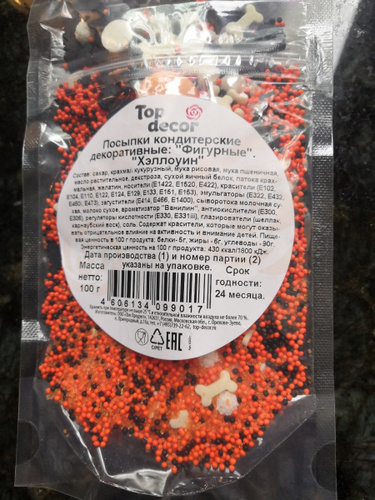 Top
decor
Посыпки кондитерские
декоративные: "Фигурные".
"Хэллоуин"
Состав: сахар, крахмал кукурузный, мука рисовая, мука пшеничная,
масло растительное, декстроза, сухой яичный белок, патока крах-
мальная, желатин, носители (E1422, E1520, E422), красители (E102,
E104, E110, E122, E124, E129, E133, E151, E153), эмульгаторы (E322,
E460, E473), загустители (E414, E466, E1400), сыворотка молочная су-
хая, молоко сухое, ароматизатор "Ванилин", антиокислители (E300,
E306), регуляторы кислотности (E330, E331iii), глазирователи (шеллак,
карнаубский воск), соль. Содержат красители, которые могут оказы-
вать отрицательное влияние на активность и внимание детей. Пище-
вая ценность в 100 г продукта: белки- 6г, жиры - 6г, углеводы - 90г.
Энергетическая ценность на 100 г продукта: 430 ккал/1800 кДж.
Дата производства (1) и номер партии (2)
Масса указаны на упаковке. Срок
нетто: годности:
100 г 24 месяца.
4 606134 099017
PET
EAC